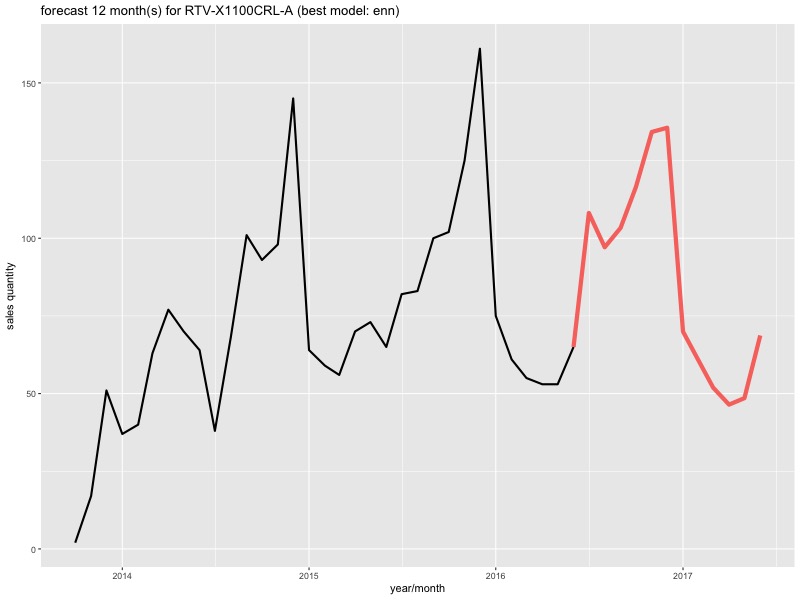 forecast 12 month(s) for RTV-X1100CRL-A (best model: enn)
150
100
50
0
sales quantity
2014 2015 2016 2017
year/month